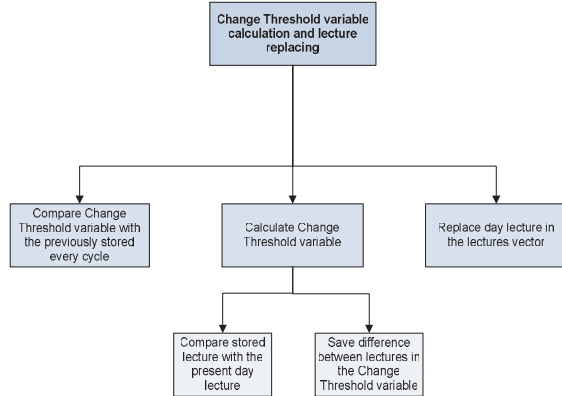 Change Threshold variable
calculation and lecture
replacing
Compare Change
Threshold variable with
the previously stored
every cycle
Calculate Change
Threshold variable
Replace day lecture in
the lectures vector
Compare stored
lecture with the
present day
lecture
Save difference
between lectures in
the Change
Threshold variable